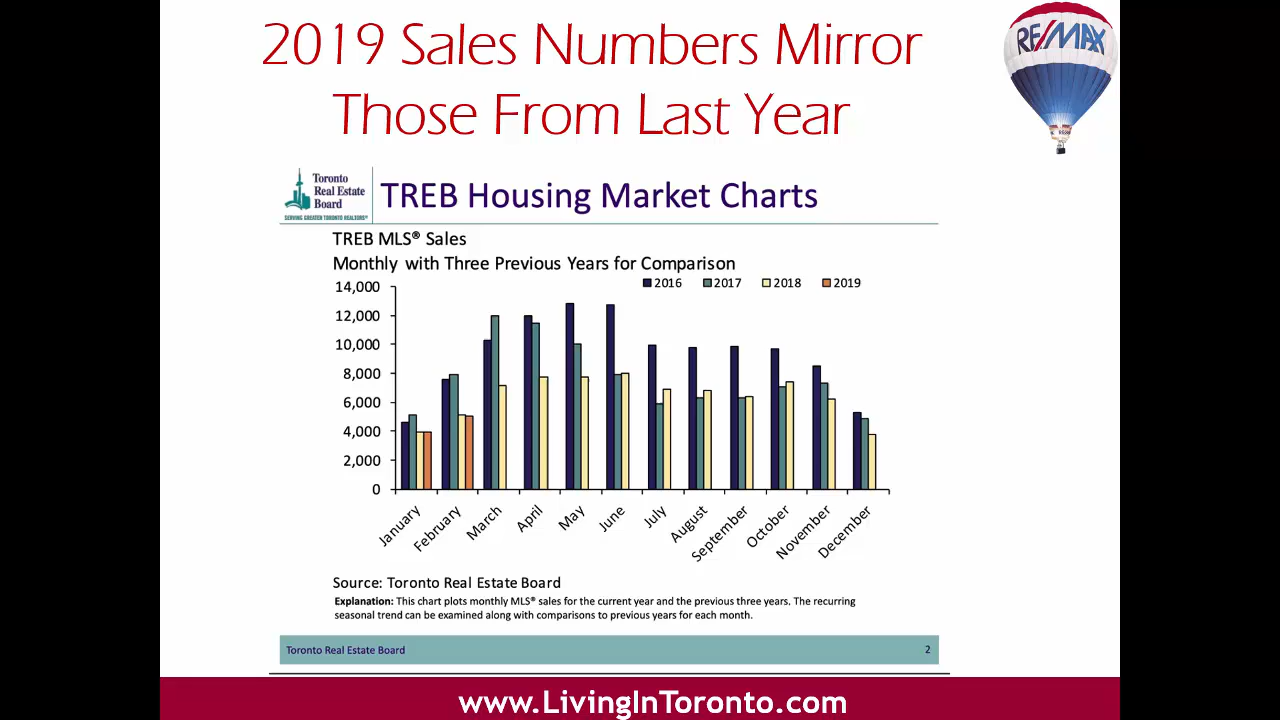 2019 Sales Numbers Mirror
Those From Last Year
RE/MAX
Toronto
Real Estate
Board
SERVING GREATER TORONTO REALTORS®
TREB Housing Market Charts
TREB MLS® Sales
Monthly with Three Previous Years for Comparison
2016 2017 2018 2019
14,000
12,000
10,000
8,000
6,000
4,000
2,000
0
January February March April May June July August September October November December
Source: Toronto Real Estate Board
Explanation: This chart plots monthly MLS® sales for the current year and the previous three years. The recurring
seasonal trend can be examined along with comparisons to previous years for each month.
Toronto Real Estate Board 2
www.LivingInToronto.com